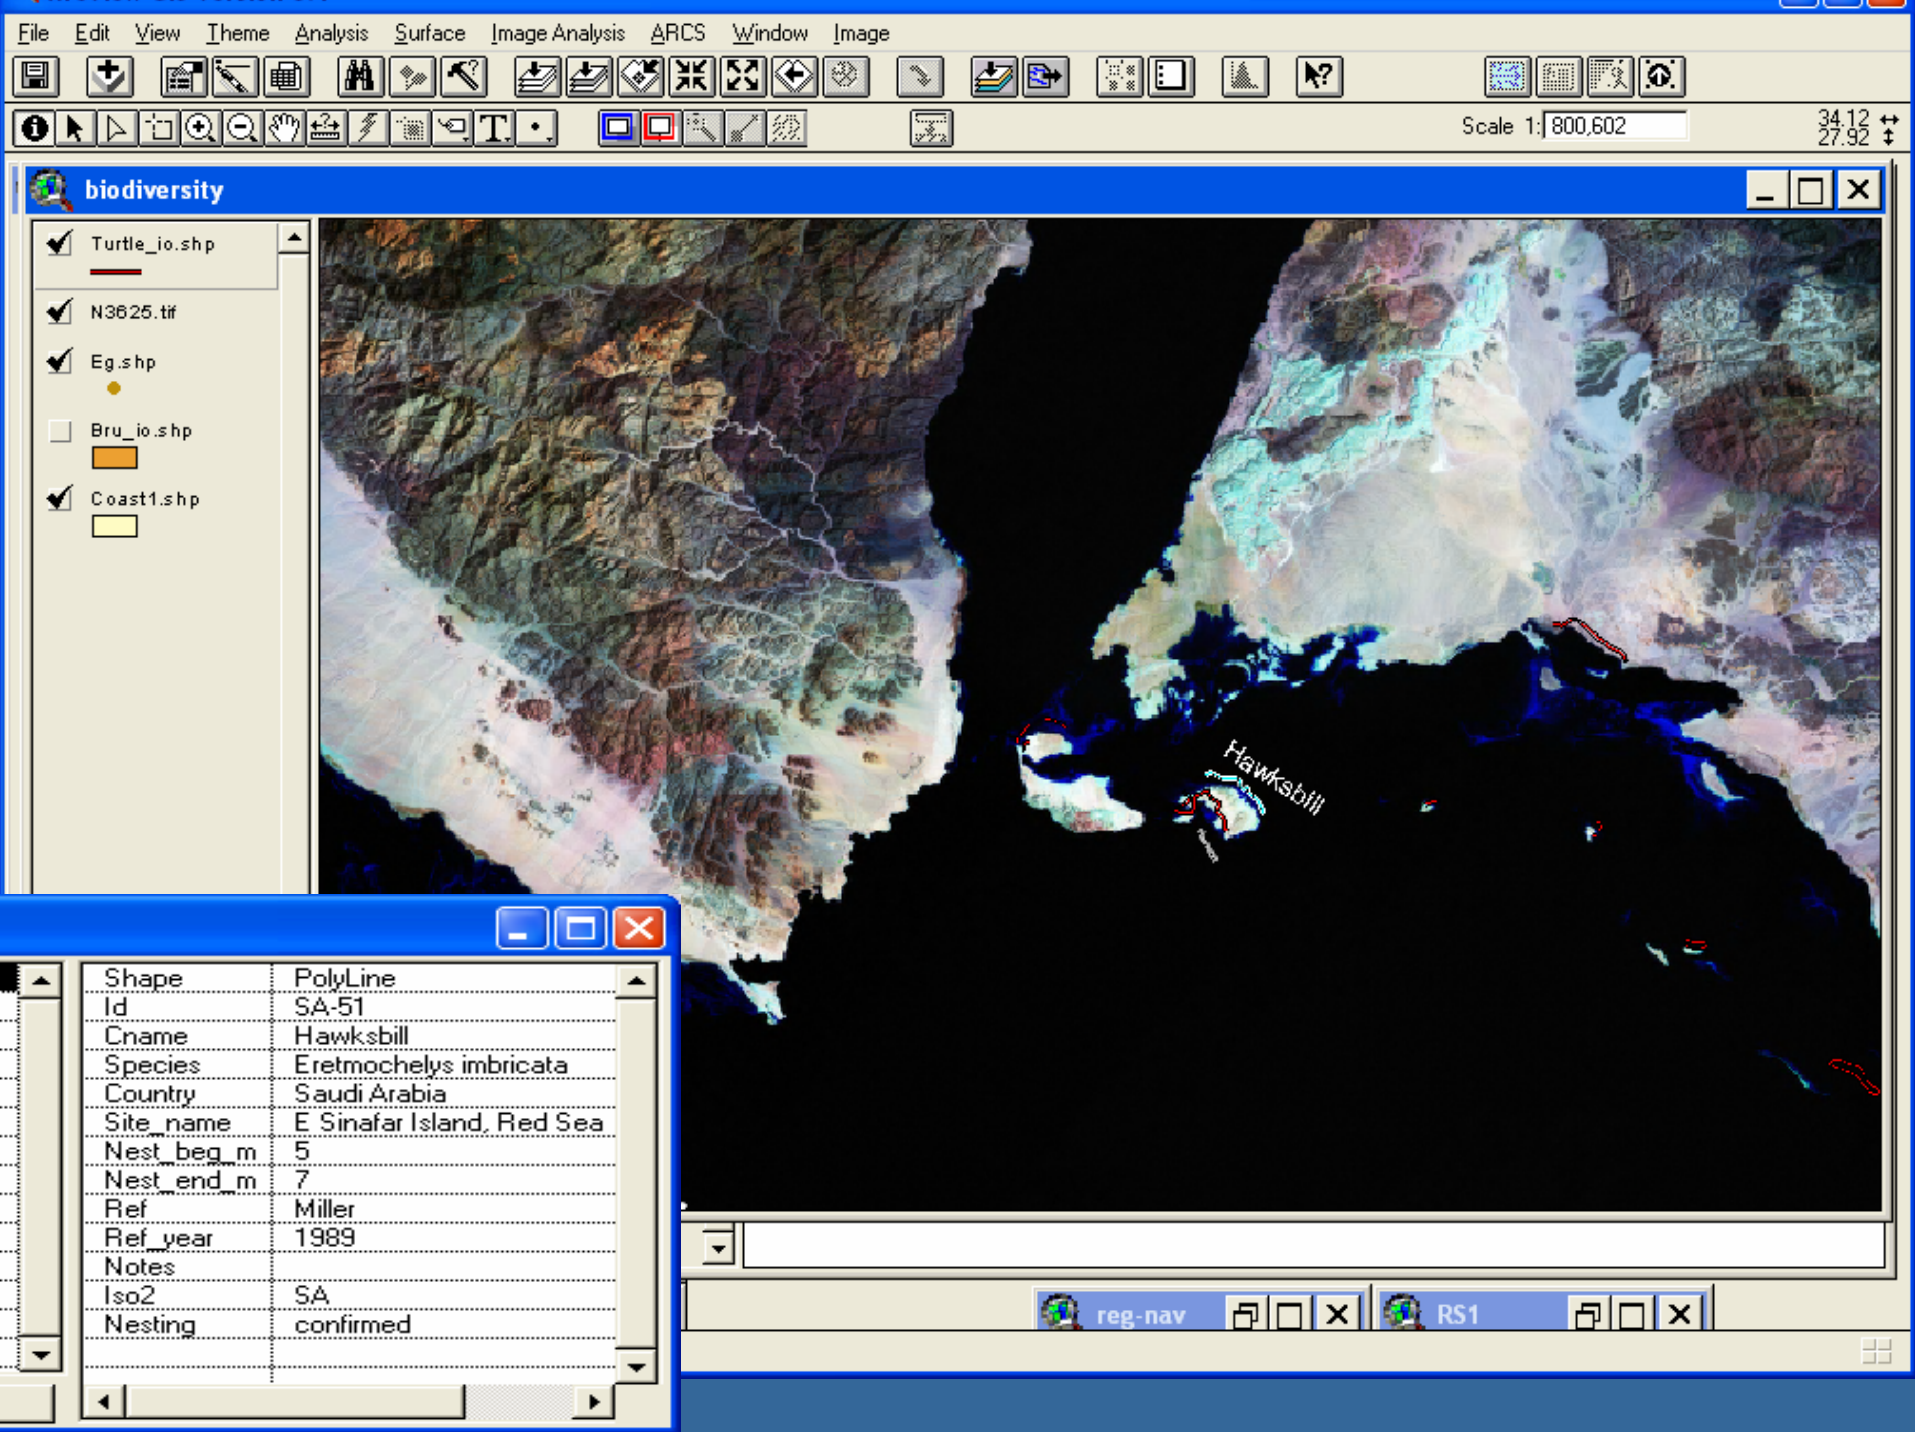 File Edit View Theme Analysis Surface Image Analysis ARCS Window Image
Scale 1: 800,602
34.12
27.92
biodiversity
Turtle_io.shp
N3625.tif
Eg.shp
Bru_io.shp
Coast1.shp
Hawksbill
Shape PolyLine
Id SA-51
Cname Hawksbill
Species Eretmochelys imbricata
Country Saudi Arabia
Site_name E Sinafar Island, Red Sea
Nest_beg_m 5
Nest_end_m 7
Ref Miller
Ref_year 1989
Notes
Iso2 SA
Nesting confirmed
reg-nav
RS1